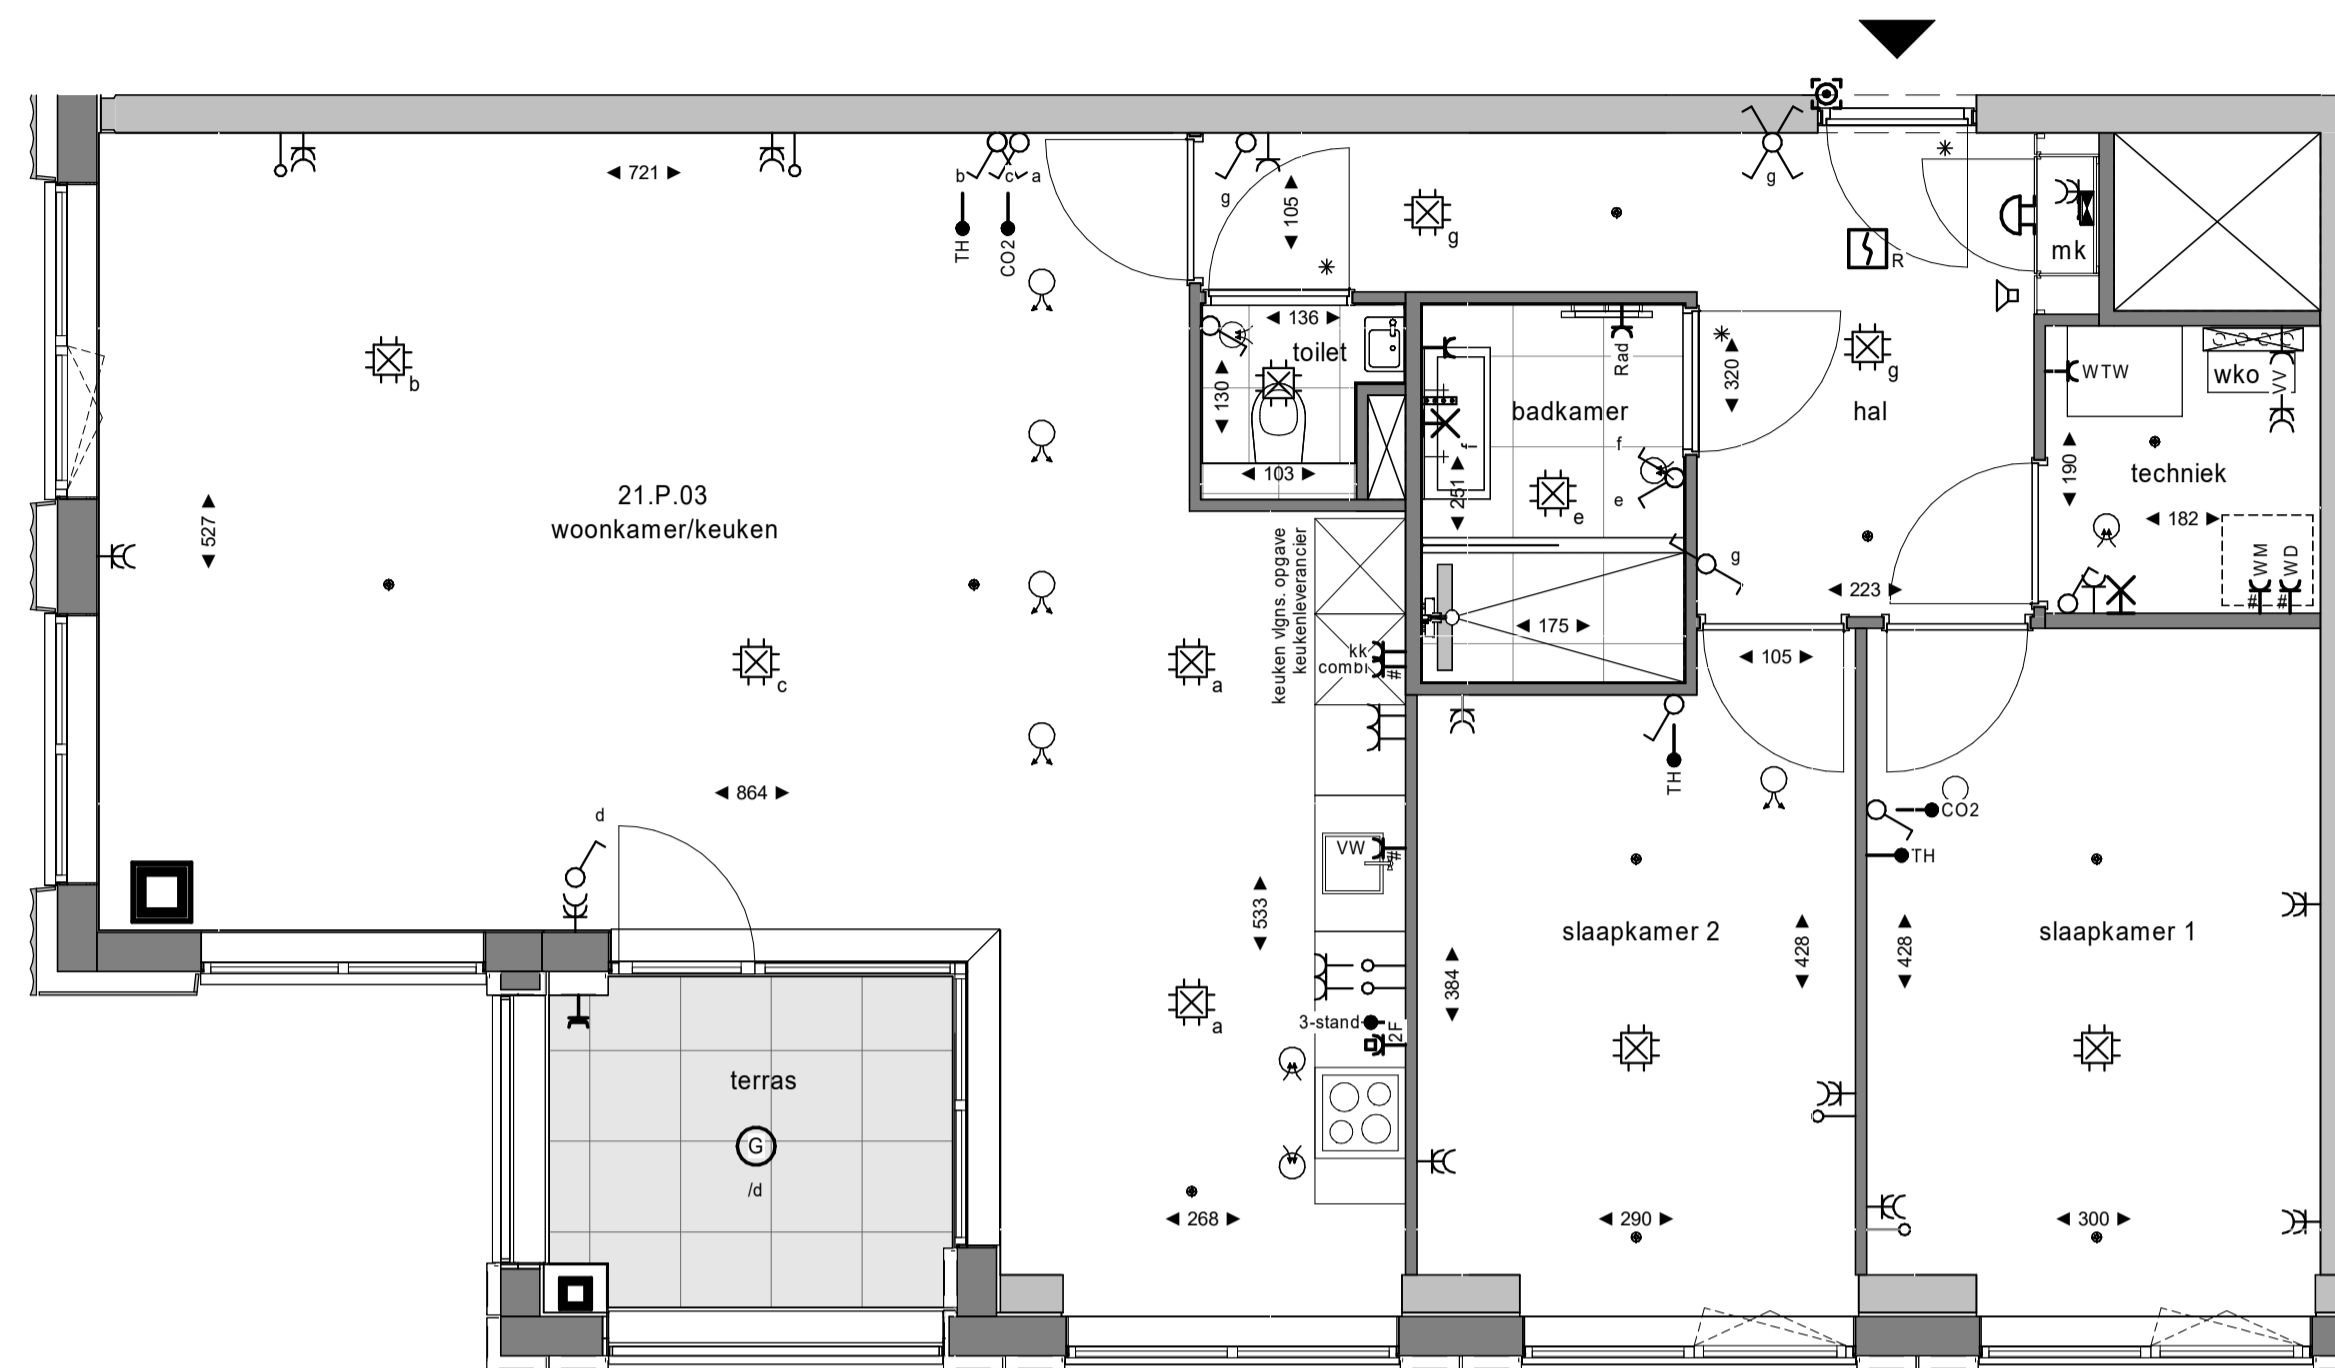 721
b
c
a
g
g
TH
CO2
105
g
R
mk
136
toilet
130
103
Rad
320
badkamer
f
f
e
e
251
g
hal
WTW
wko
VV
190
techniek
182
WM
WD
#
#
b
21.P.03
woonkamer/keuken
527
keuken vlgns. opgave
keukenleverancier
g
223
175
kk
combi
#
105
c
a
TH
864
d
VW
#
CO2
TH
533
slaapkamer 2
428
428
slaapkamer 1
384
3-stand
2F
a
terras
G
/d
268
290
300